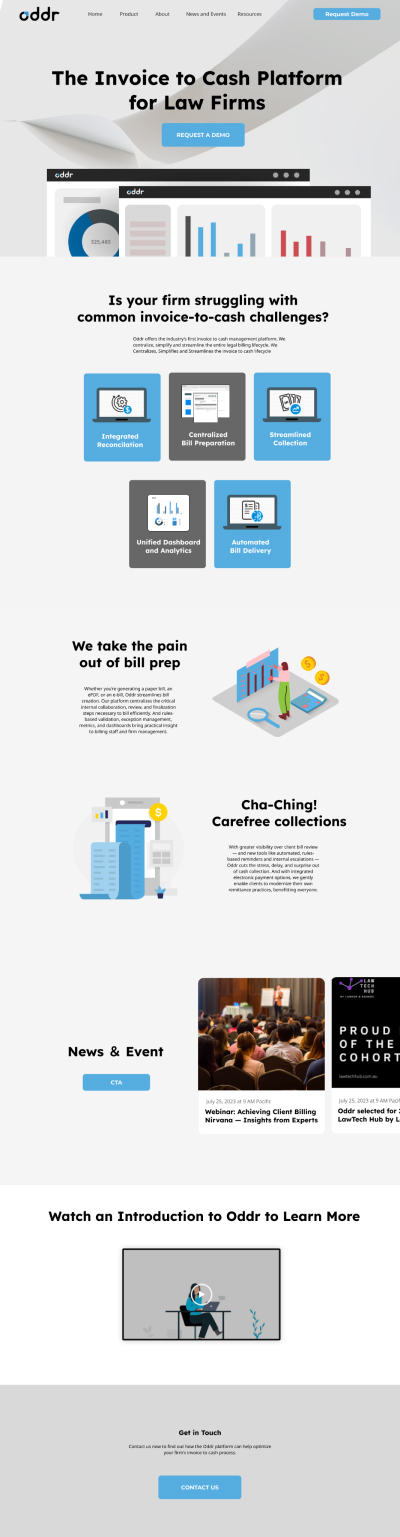 oddr
Home Product About News and Events Resources
Request Demo
The Invoice to Cash Platform
for Law Firms
REQUEST A DEMO
oddr
oddr
325,465
Is your firm struggling with
common invoice-to-cash challenges?
Oddr offers the industry's first invoice to cash management platform. We
centralize, simplify and streamline the entire legal billing lifecycle. We
Centralizes, Simplifies and Streamlines the invoice to cash lifecycle
Integrated
Reconcilation
Centralized
Bill Preparation
Streamlined
Collection
Unified Dashboard
and Analytics
Automated
Bill Delivery
We take the pain
out of bill prep
Whether you're generating a paper bill, an
ePDF, or an e-bill, Oddr streamlines bill
creation. Our platform centralizes the critical
internal collaboration, review, and finalization
steps necessary to bill efficiently. And rules-
based validation, exception management,
metrics, and dashboards bring practical insight
to billing staff and firm management.
Cha-Ching!
Carefree collections
With greater visibility over client bill review
— and new tools like automated, rules-
based reminders and internal escalations —
Oddr cuts the stress, delay, and surprise out
of cash collection. And with integrated
electronic payment options, we gently
enable clients to modernize their own
remittance practices, benefitting everyone.
News & Event
CTA
July 25, 2023 at 9 AM Pacific
Webinar: Achieving Client Billing
Nirvana — Insights from Experts
LAW
TECH
HUB
BY LANDER & ROGERS
PROUD
OF THE
COHORT
lawtechhub.com.au
July 25, 2023 at 9 AM Pacif
Oddr selected for
LawTech Hub by L
Watch an Introduction to Oddr to Learn More
Get in Touch
Contact us now to find out how the Oddr platform can help optimize
your firm's invoice to cash process.
CONTACT US